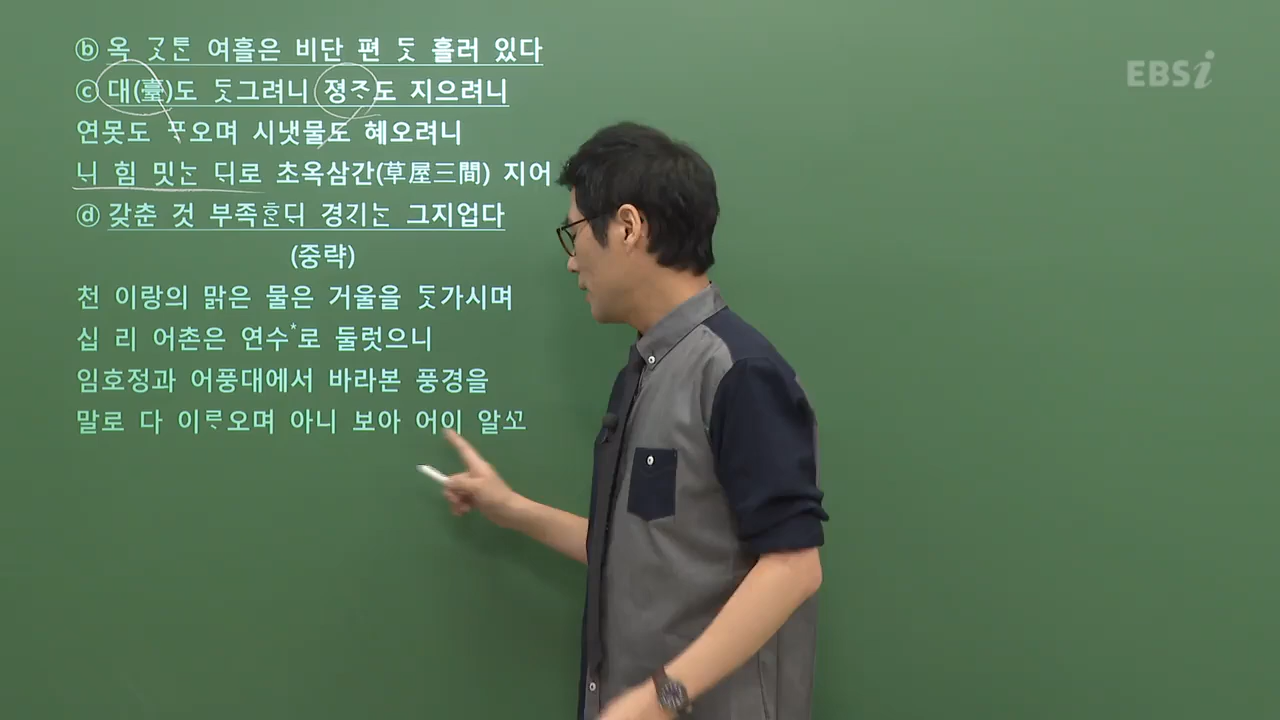 ⓑ 옥 ᄀᆞᆺᄐᆞᆫ 여흘은 비단 편 ᄃᆞᆺ 흘러 있다
EBSi
ⓒ 대(臺)도 ᄃᆞᆺ그려니 졍ᄌᆞ도 지으려니
연못도 ᄑᆞ오며 시냇물도 혜오려니
ᄂᆡ 힘 밋ᄂᆞᆫ ᄃᆡ로 초옥삼간(草屋三間) 지어
ⓓ 갖춘 것 부족ᄒᆞᆫᄃᆡ 경기ᄂᆞᆫ 그지업다
(중략)
천 이랑의 맑은 물은 거울을 ᄃᆞᆺ가시며
십 리 어촌은 연수*로 둘럿으니
임호정과 어풍대에서 바라본 풍경을
말로 다 이ᄅᆞ오며 아니 보아 어이 알ᄭᅩ